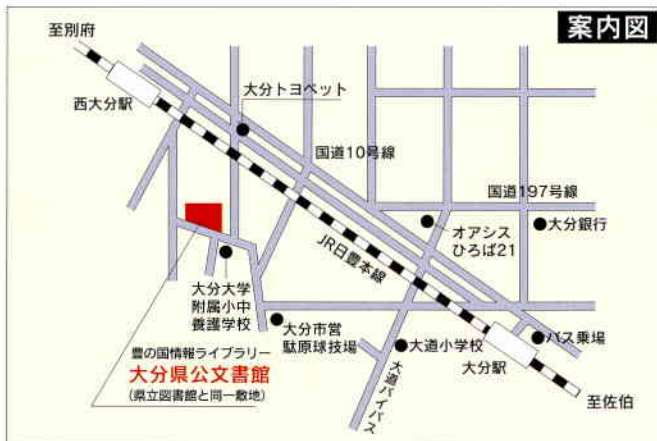 案内図
至別府
西大分駅
大分トヨペット
国道10号線
国道197号線
オアシス
ひろば21
大分銀行
JR日豊本線
大分大学
附属小中
養護学校
大分市営
駄原球技場
大道小学校
バス乗場
大分駅
大道バイパス
至佐伯
豊の国情報ライブラリー
大分県公文書館
(県立図書館と同一敷地)